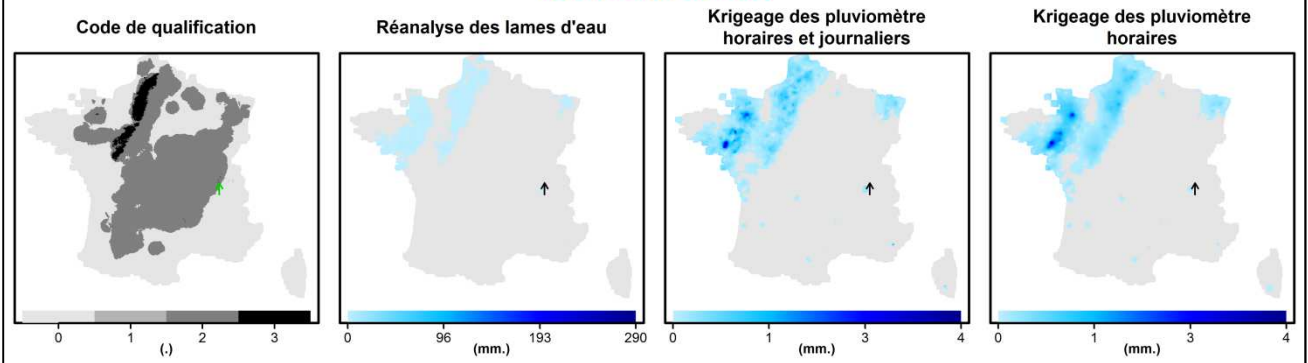 Code de qualification
Réanalyse des lames d'eau
Krigeage des pluviomètre
horaires et journaliers
Krigeage des pluviomètre
horaires
0 1 2 3
(.)
0 96 193 290
(mm.)
0 1 3 4
(mm.)
0 1 3 4
(mm.)